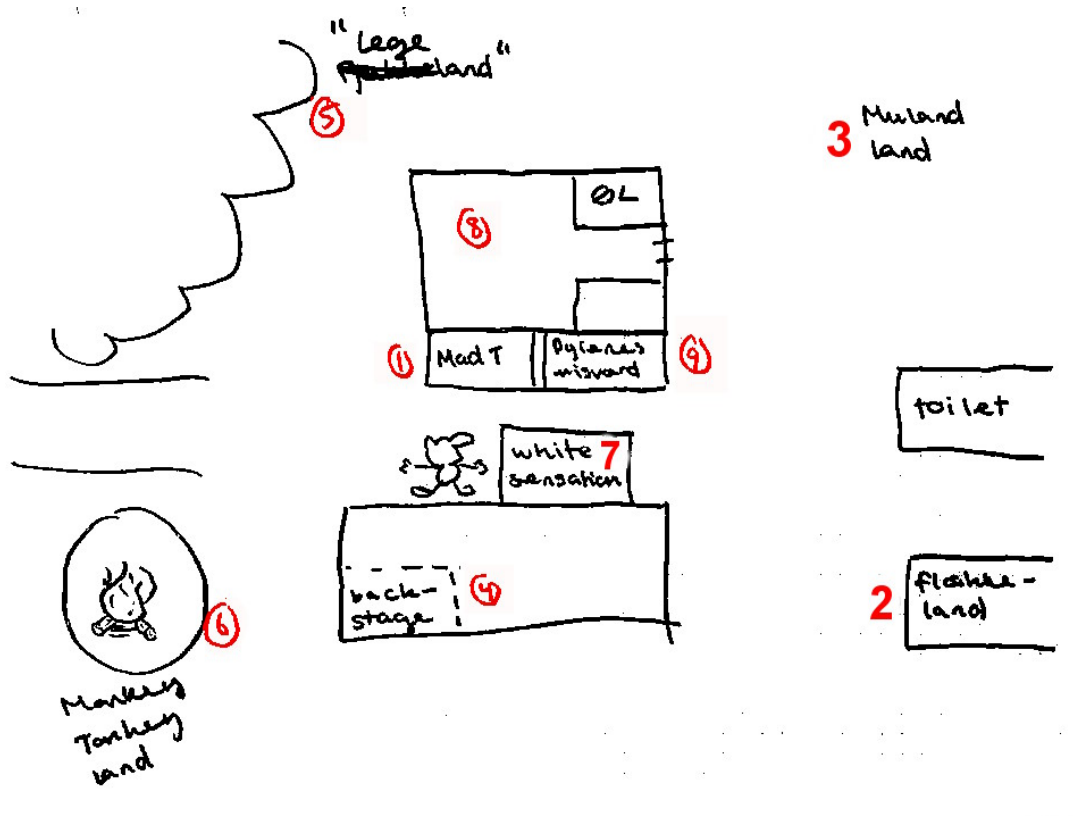 "Lege
land"
5
3
Muland
land
ØL
8
1
Mad T
misvard
9
toilet
white 7
sensation
back-
stage
4
2
land
6
Monkey
Tonkey
land